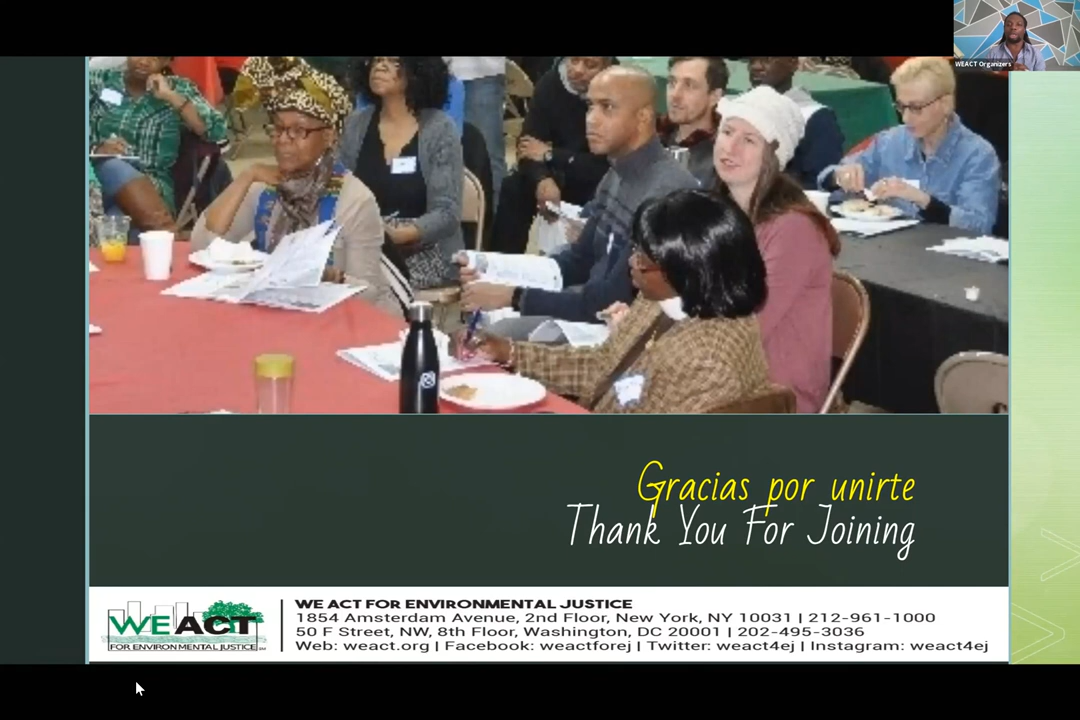 WEACT Organizers
Gracias por unirte
Thank You For Joining
WE ACT
FOR ENVIRONMENTAL JUSTICE
WE ACT FOR ENVIRONMENTAL JUSTICE
1854 Amsterdam Avenue, 2nd Floor, New York, NY 10031 | 212-961-1000
50 F Street, NW, 8th Floor, Washington, DC 20001 | 202-495-3036
Web: weact.org | Facebook: weactforej | Twitter: weact4ej | Instagram: weact4ej